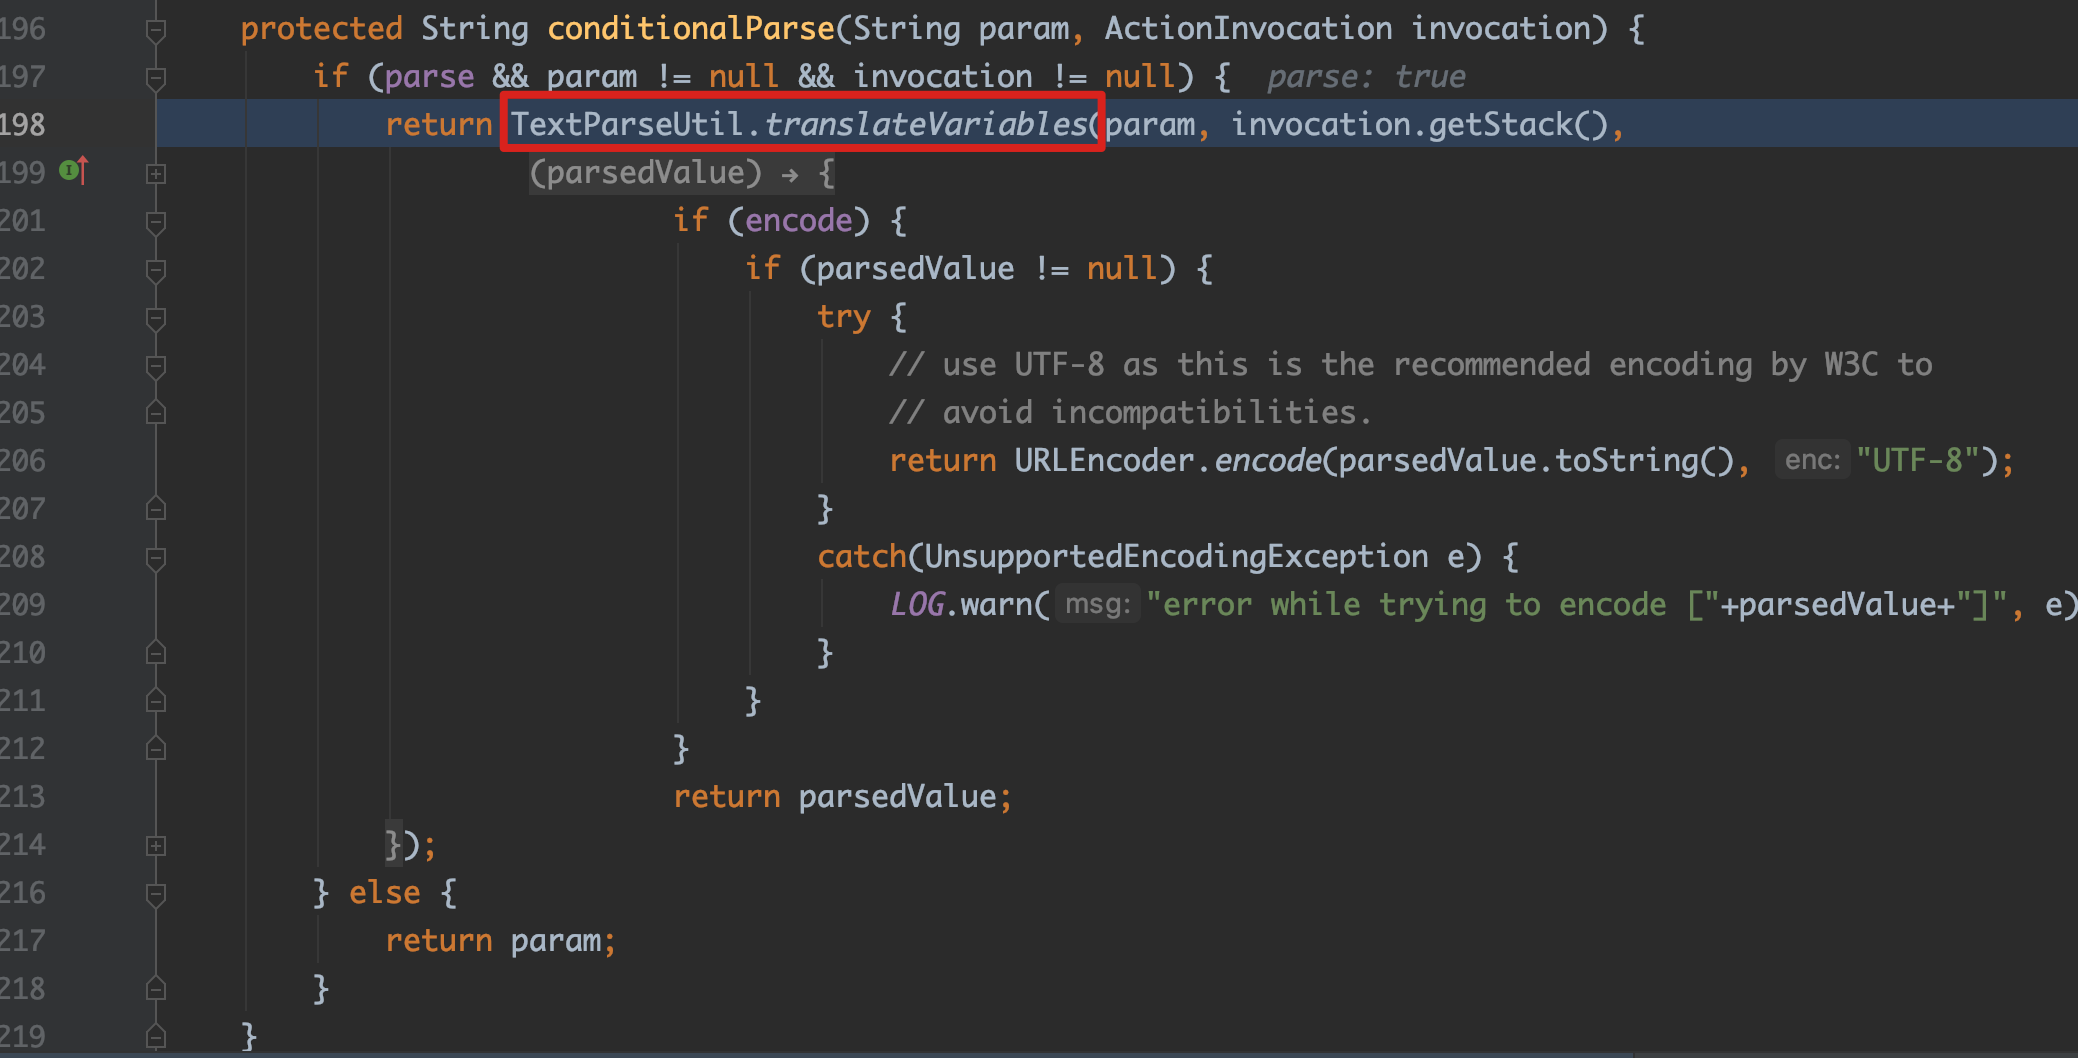 196 protected String conditionalParse(String param, ActionInvocation invocation) {
197 if (parse && param != null && invocation != null) { parse: true
198 return TextParseUtil.translateVariables(param, invocation.getStack(),
199 I (parsedValue) → {
201 if (encode) {
202 if (parsedValue != null) {
203 try {
204 // use UTF-8 as this is the recommended encoding by W3C to
205 // avoid incompatibilities.
206 return URLEncoder.encode(parsedValue.toString(), enc: "UTF-8");
207 }
208 catch(UnsupportedEncodingException e) {
209 LOG.warn( msg: "error while trying to encode ["+parsedValue+"]", e)
210 }
211 }
212 }
213 return parsedValue;
214 });
216 } else {
217 return param;
218 }
219 }